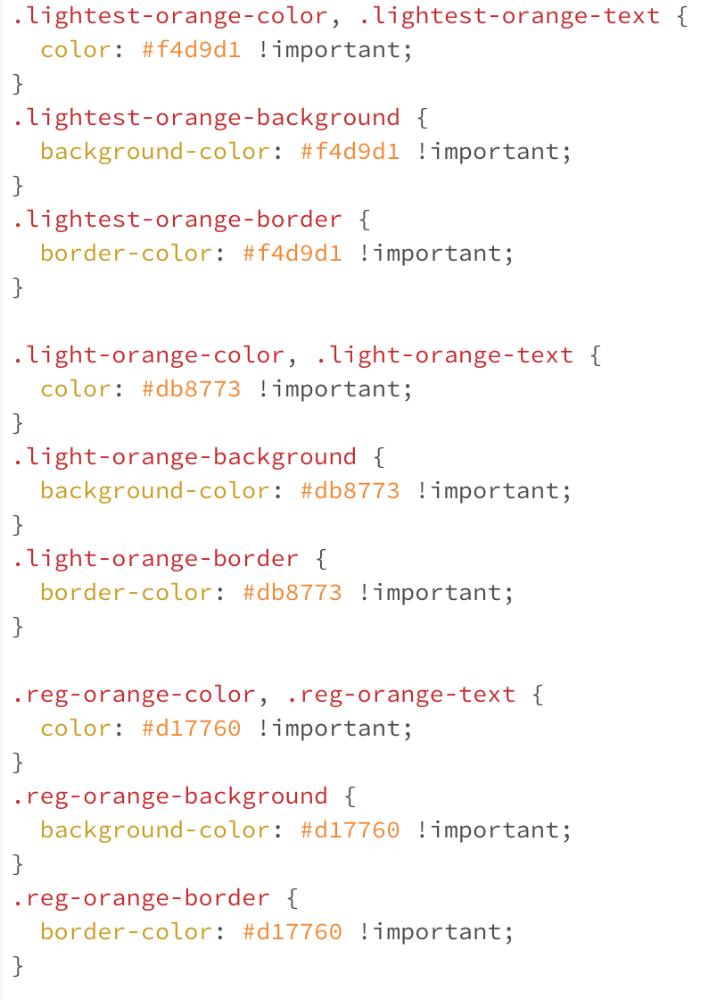 .lightest-orange-color, .lightest-orange-text {
  color: #f4d9d1 !important;
}
.lightest-orange-background {
  background-color: #f4d9d1 !important;
}
.lightest-orange-border {
  border-color: #f4d9d1 !important;
}

.light-orange-color, .light-orange-text {
  color: #db8773 !important;
}
.light-orange-background {
  background-color: #db8773 !important;
}
.light-orange-border {
  border-color: #db8773 !important;
}

.reg-orange-color, .reg-orange-text {
  color: #d17760 !important;
}
.reg-orange-background {
  background-color: #d17760 !important;
}
.reg-orange-border {
  border-color: #d17760 !important;
}